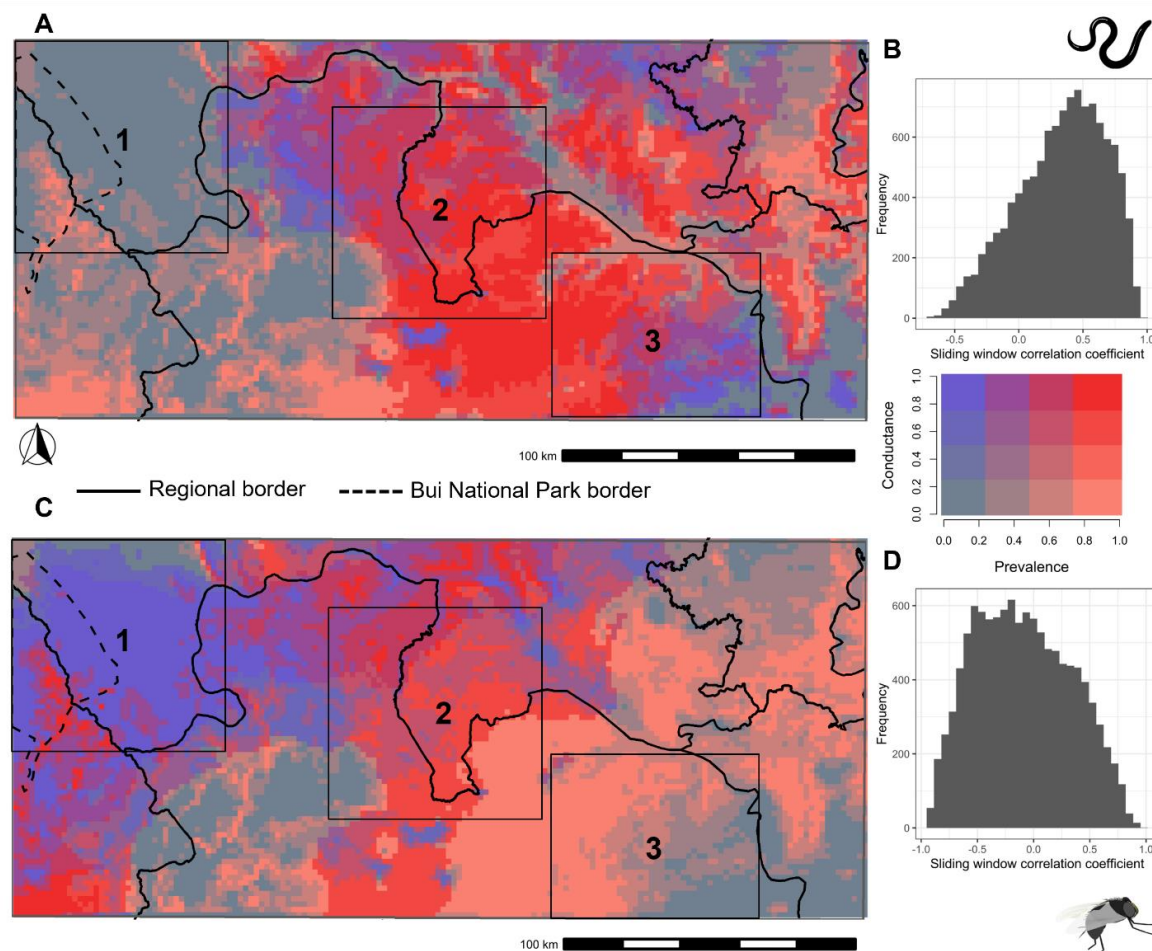 A
1
2
3
100 km
B
Frequency
600
400
200
0
-0.5
0.0
0.5
1.0
Sliding window correlation coefficient
Conductance
1.0
0.8
0.6
0.4
0.2
0.0
0.0 0.2 0.4 0.6 0.8 1.0
Prevalence
Regional border
Bui National Park border
C
1
2
3
100 km
D
Frequency
600
400
200
0
-1.0
-0.5
0.0
0.5
1.0
Sliding window correlation coefficient